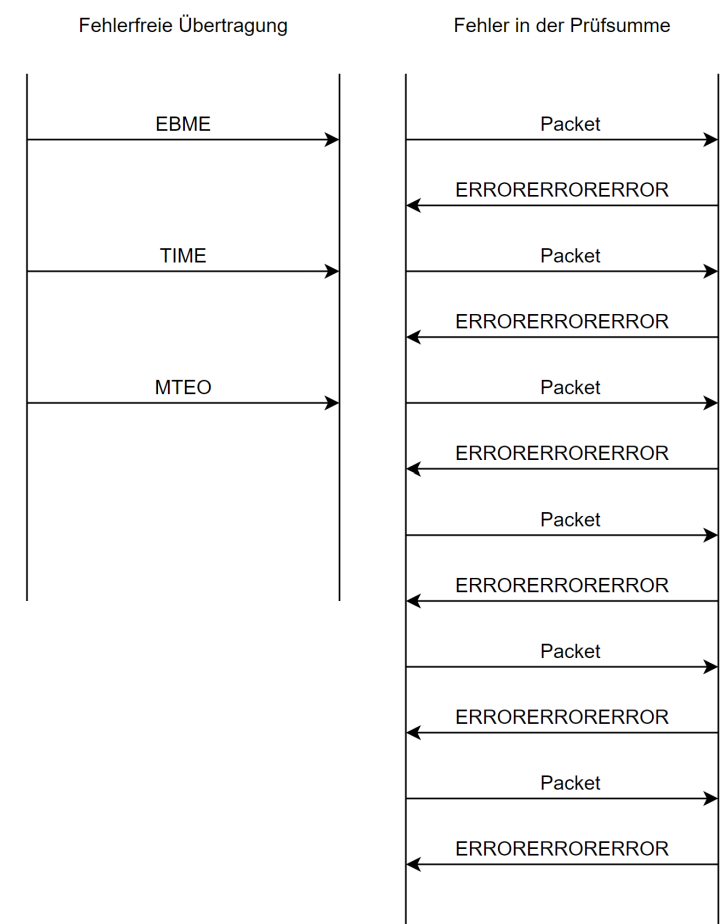 Fehlerfreie Übertragung
EBME
TIME
MTEO
Fehler in der Prüfsumme
Packet
ERRORERRORERROR
Packet
ERRORERRORERROR
Packet
ERRORERRORERROR
Packet
ERRORERRORERROR
Packet
ERRORERRORERROR
Packet
ERRORERRORERROR